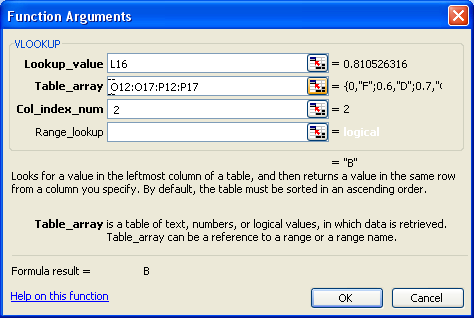 Function Arguments
VLOOKUP
Lookup_value L16 = 0.810526316
Table_array O12:O17:P12:P17 = {0,"F";0.6,"D";0.7,"C
Col_index_num 2 = 2
Range_lookup = logical
= "B"
Looks for a value in the leftmost column of a table, and then returns a value in the same row
from a column you specify. By default, the table must be sorted in an ascending order.
Table_array is a table of text, numbers, or logical values, in which data is retrieved.
Table_array can be a reference to a range or a range name.
Formula result = B
Help on this function OK Cancel